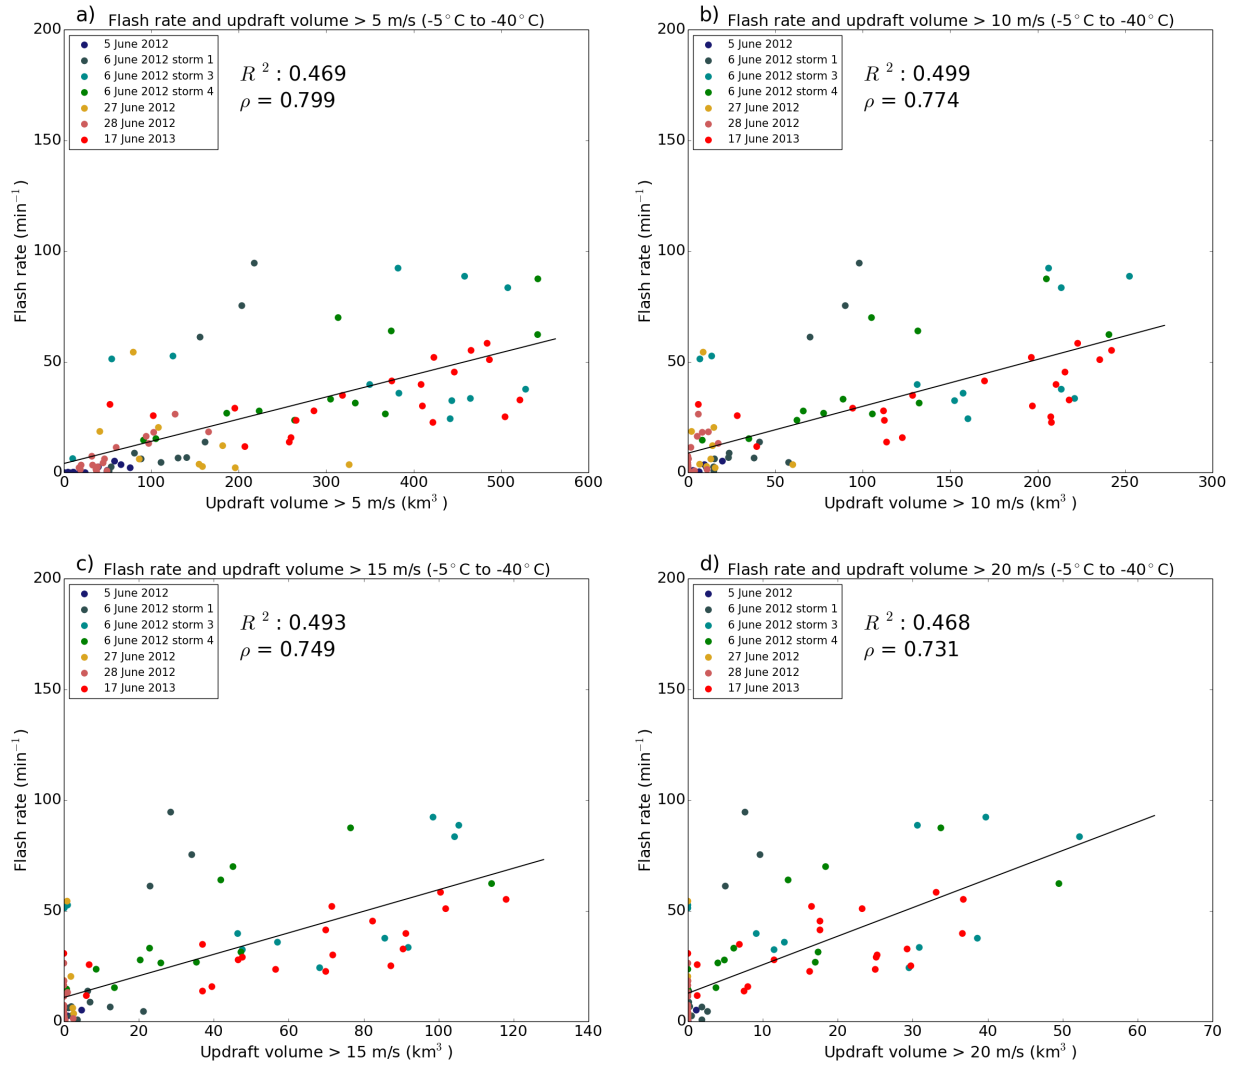 a) Flash rate and updraft volume > 5 m/s (-5°C to -40°C)
200
150
100
50
0
Flash rate (min⁻¹)
5 June 2012
6 June 2012 storm 1
6 June 2012 storm 3
6 June 2012 storm 4
27 June 2012
28 June 2012
17 June 2013
R ² : 0.469
ρ = 0.799
0 100 200 300 400 500 600
Updraft volume > 5 m/s (km³ )
b) Flash rate and updraft volume > 10 m/s (-5°C to -40°C)
200
150
100
50
0
Flash rate (min⁻¹)
5 June 2012
6 June 2012 storm 1
6 June 2012 storm 3
6 June 2012 storm 4
27 June 2012
28 June 2012
17 June 2013
R ² : 0.499
ρ = 0.774
0 50 100 150 200 250 300
Updraft volume > 10 m/s (km³ )
c) Flash rate and updraft volume > 15 m/s (-5°C to -40°C)
200
150
100
50
0
Flash rate (min⁻¹)
5 June 2012
6 June 2012 storm 1
6 June 2012 storm 3
6 June 2012 storm 4
27 June 2012
28 June 2012
17 June 2013
R ² : 0.493
ρ = 0.749
0 20 40 60 80 100 120 140
Updraft volume > 15 m/s (km³ )
d) Flash rate and updraft volume > 20 m/s (-5°C to -40°C)
200
150
100
50
0
Flash rate (min⁻¹)
5 June 2012
6 June 2012 storm 1
6 June 2012 storm 3
6 June 2012 storm 4
27 June 2012
28 June 2012
17 June 2013
R ² : 0.468
ρ = 0.731
0 10 20 30 40 50 60 70
Updraft volume > 20 m/s (km³ )